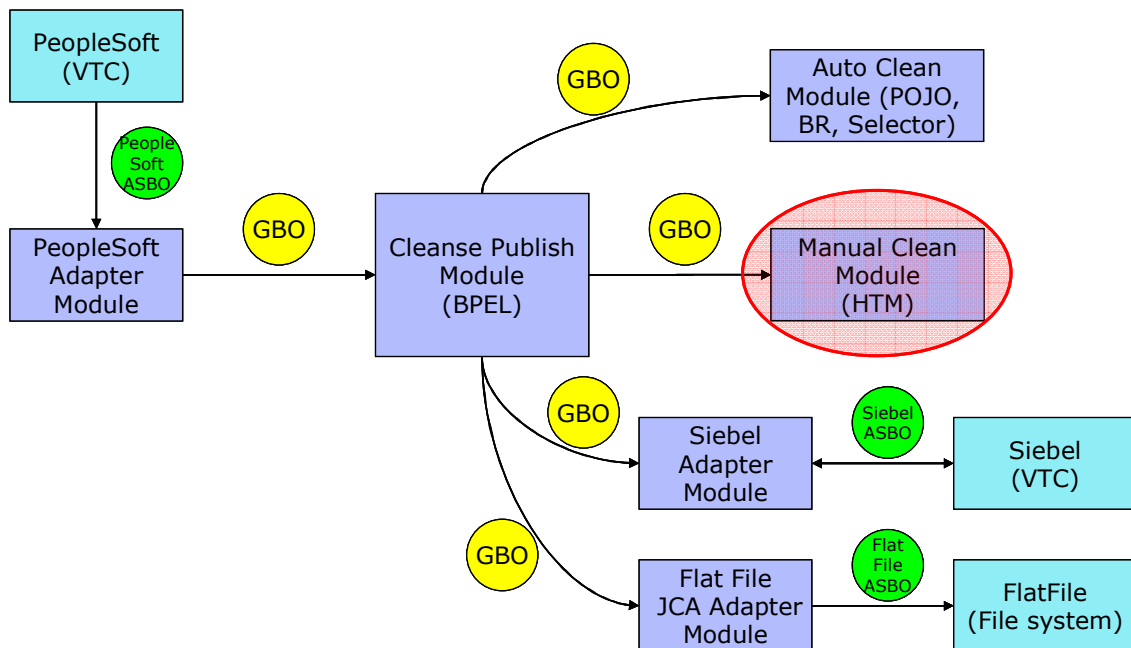 PeopleSoft
(VTC)
GBO
Auto Clean
Module (POJO,
BR, Selector)
People
Soft
ASBO
GBO
GBO
PeopleSoft
Adapter
Module
Cleanse Publish
Module
(BPEL)
Manual Clean
Module
(HTM)
GBO
Siebel
Adapter
Module
Siebel
ASBO
Siebel
(VTC)
GBO
Flat File
JCA Adapter
Module
Flat
File
ASBO
FlatFile
(File system)